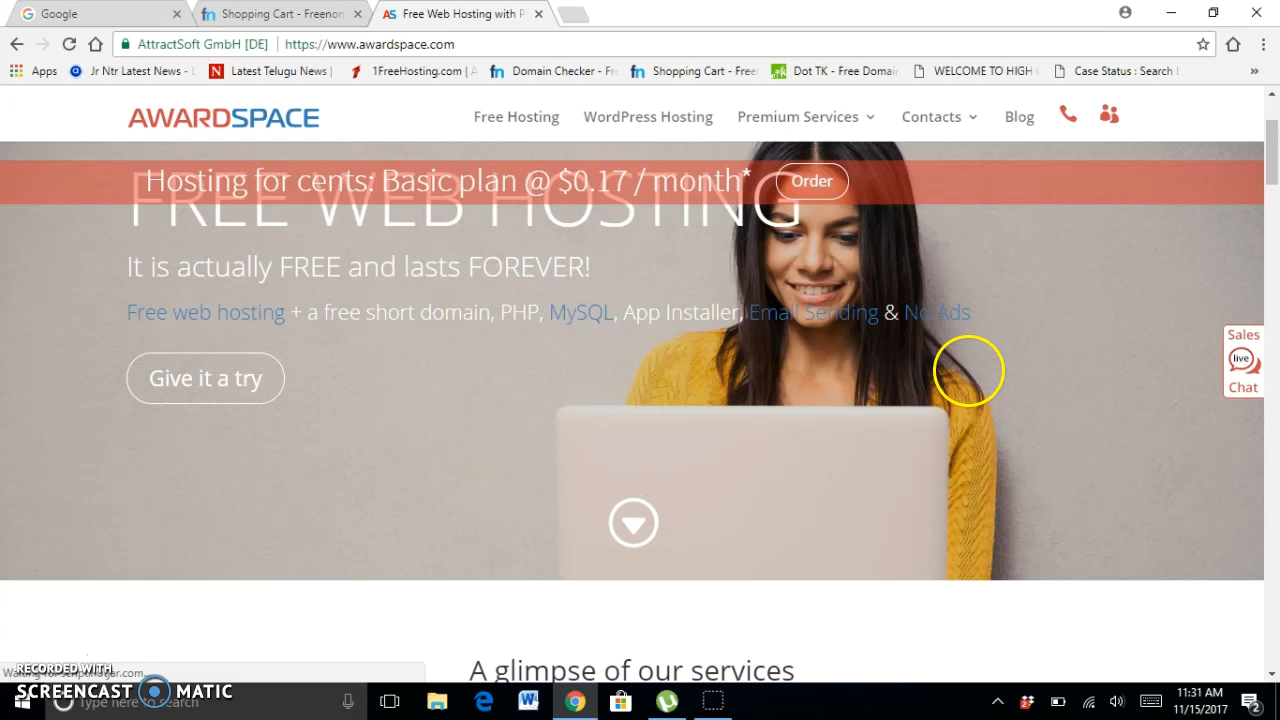 Google
Shopping Cart - Freenom
Free Web Hosting with P
AttractSoft GmbH [DE]
https://www.awardspace.com
Apps
Jr Ntr Latest News - L
Latest Telugu News |
1FreeHosting.com | A
Domain Checker - Fr
Shopping Cart - Free
Dot TK - Free Domai
WELCOME TO HIGH
Case Status : Search
AWARDSPACE
Free Hosting
WordPress Hosting
Premium Services
Contacts
Blog
Hosting for cents: Basic plan @ $0.17 / month*
Order
FREE WEB HOSTING
It is actually FREE and lasts FOREVER!
Free web hosting + a free short domain, PHP, MySQL, App Installer, Email Sending & No Ads
Give it a try
Sales
live
Chat
A glimpse of our services
RECORDED WITH
SCREENCAST MATIC
Type here to search
11:31 AM
11/15/2017
2